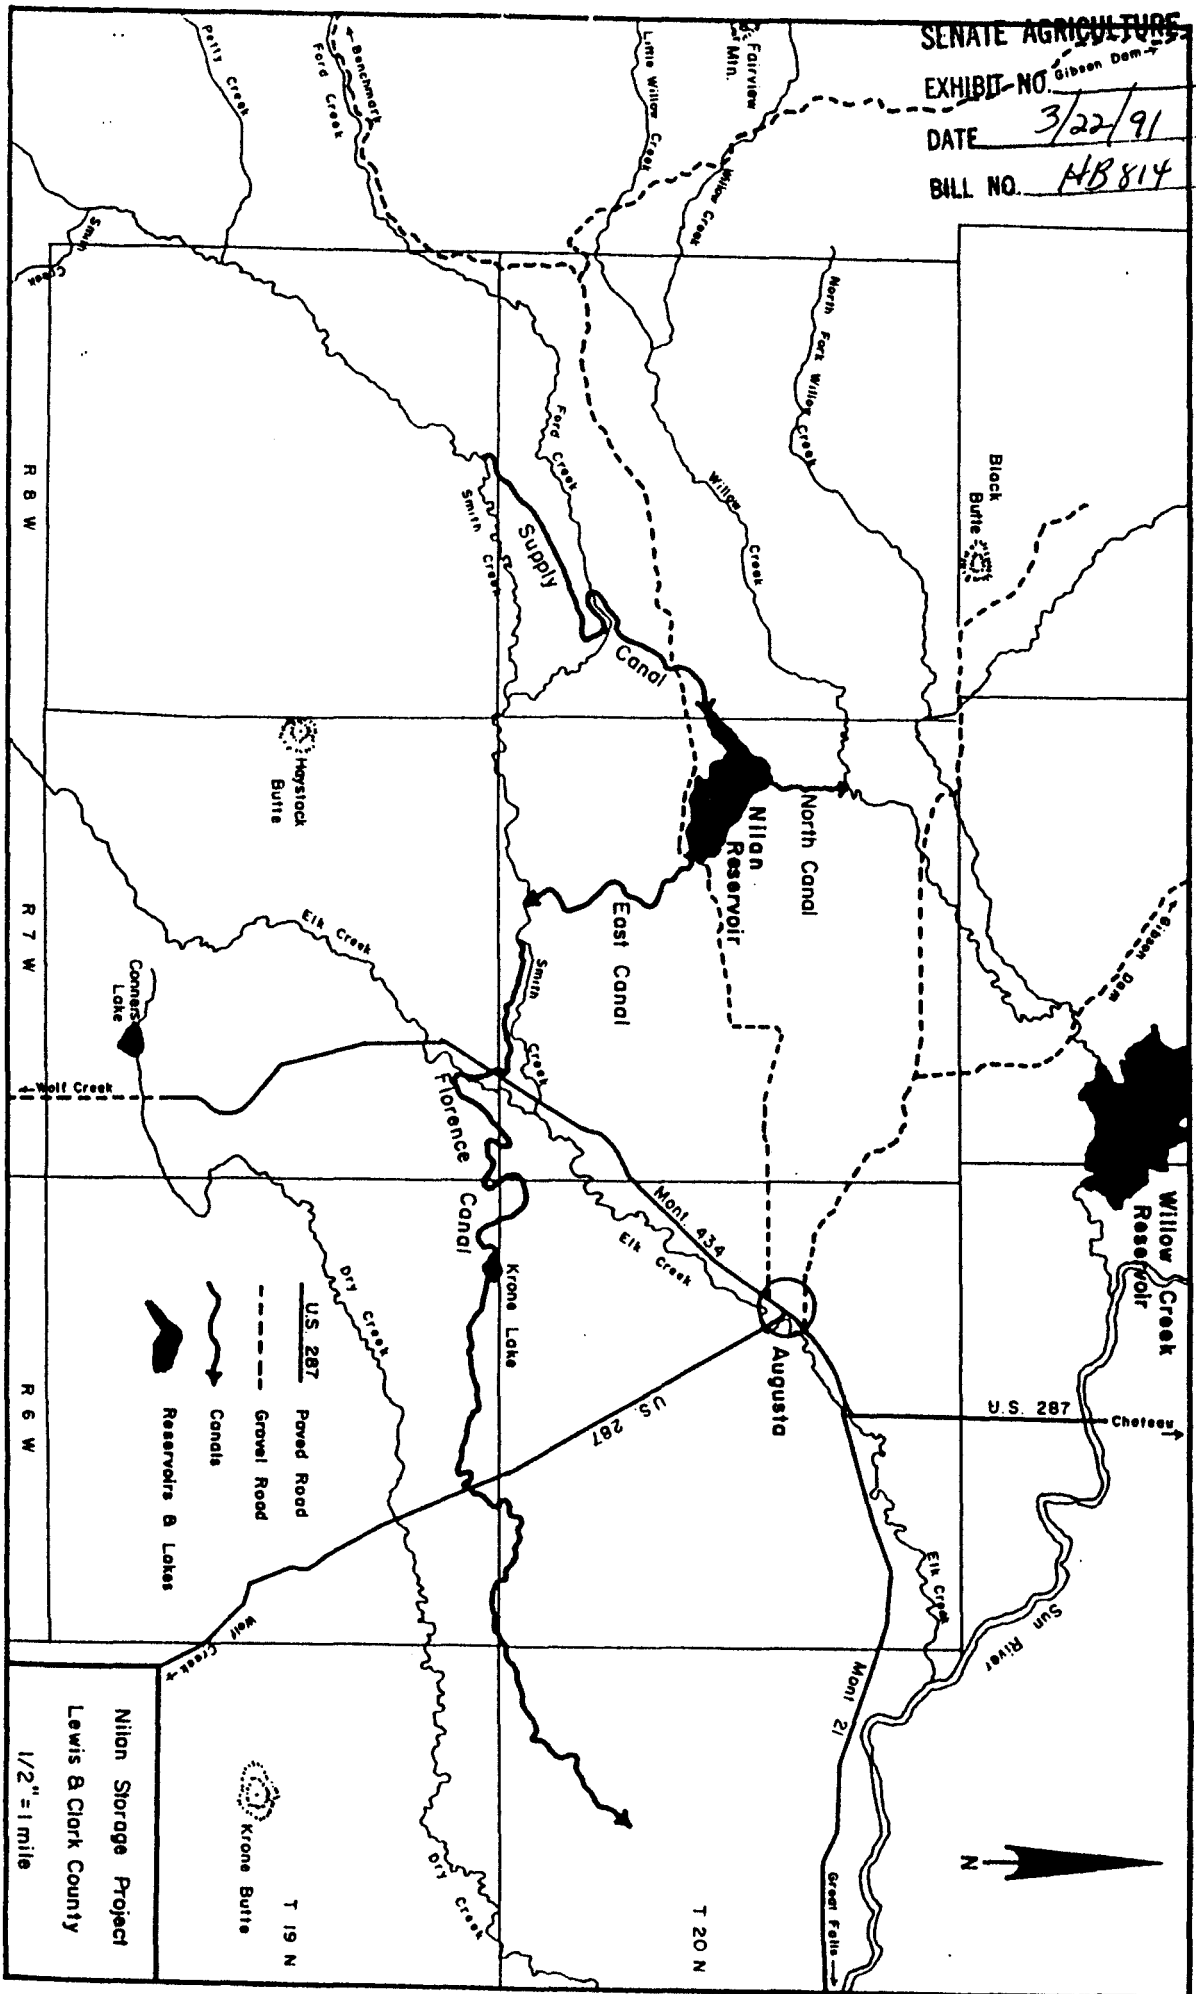 SENATE AGRICULTURE
EXHIBIT NO.
DATE 3/22/91
BILL NO. HB 814
Gibson Dam →
Fairview
Mtn.
Little Willow Creek
Willow Creek
← Benchmark
Ford Creek
Petty Creek
Smith Creek
North Fork Willow Creek
Black
Butte
Ford Creek
Willow Creek
Smith Creek
Supply
Canal
R 8 W
Haystack
Butte
Nilan
Reservoir
North Canal
East Canal
Gibson Dam
Smith Creek
Elk Creek
Conners
Lake
R 7 W
Wolf Creek
Florence
Canal
Willow Creek
Reservoir
Mont. 434
Elk Creek
Krone Lake
Augusta
U.S. 287
U.S. 287
Choteau
Dry Creek
U.S. 287 Paved Road
Gravel Road
Canals
Reservoirs & Lakes
R 6 W
Elk Creek
Sun River
Mont 21
Great Falls →
Wolf Creek
Krone Butte
Dry Creek
T 19 N
T 20 N
N
Nilan Storage Project
Lewis & Clark County
1/2" = 1 mile